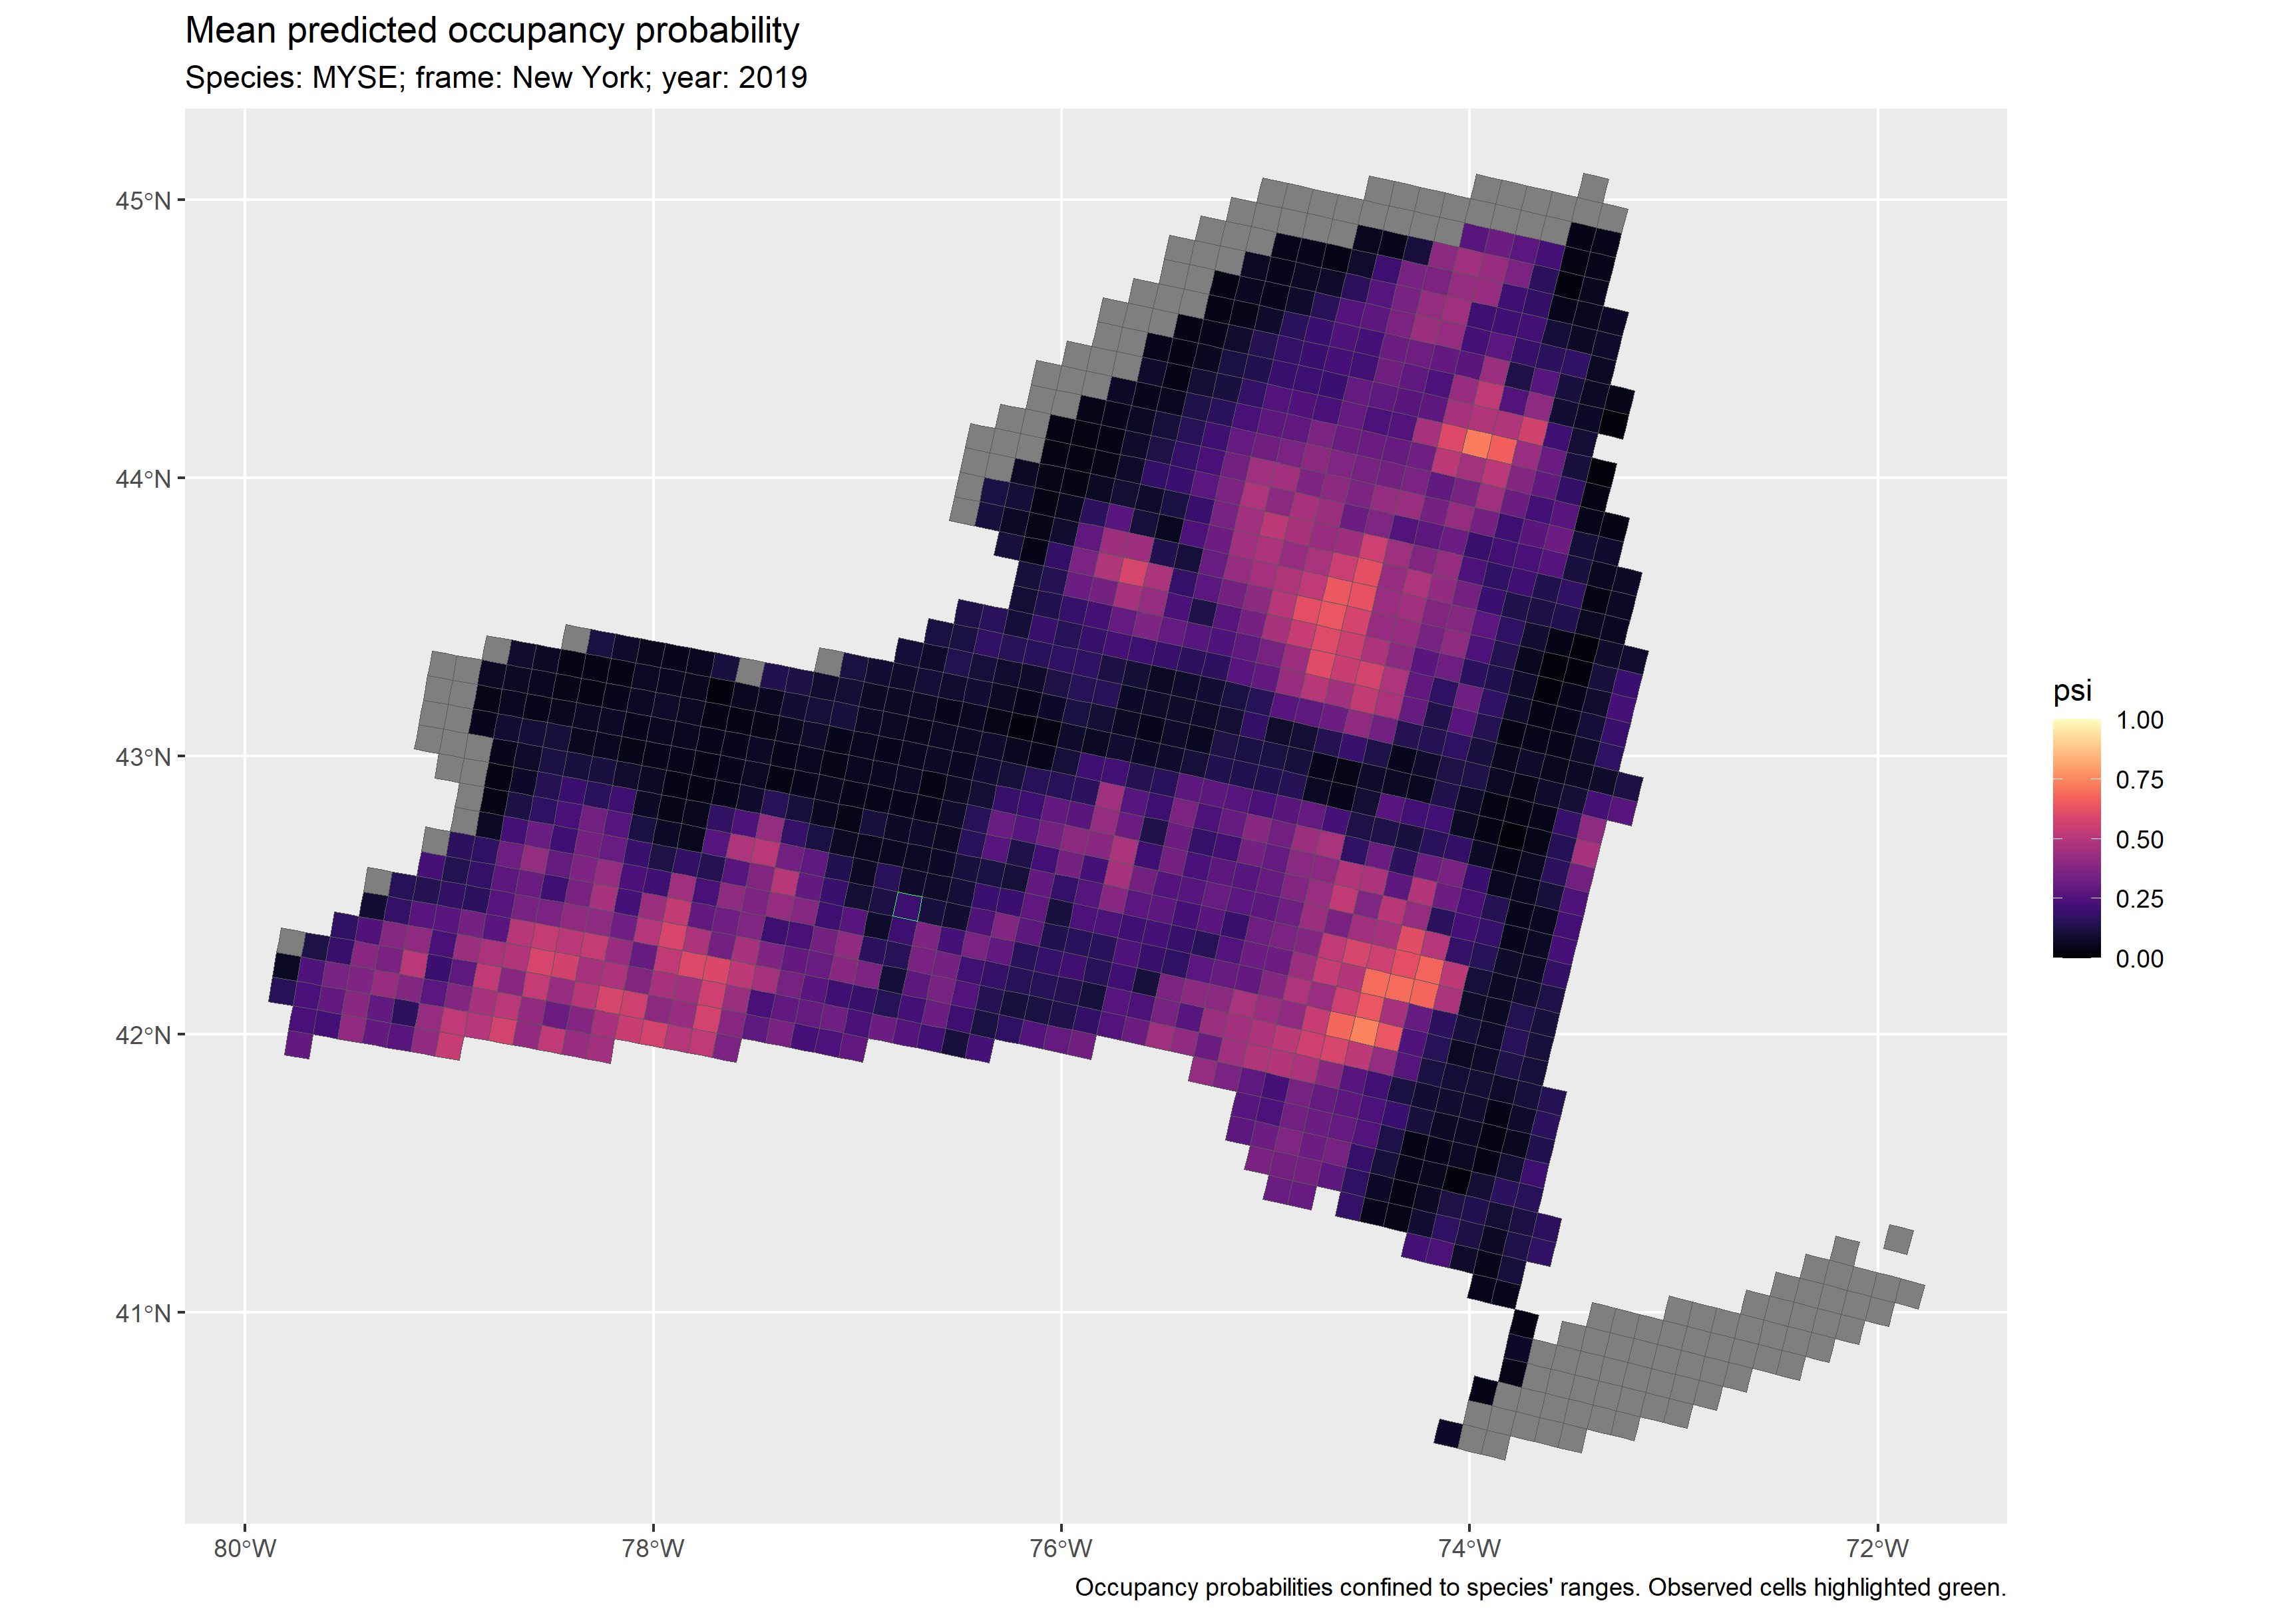 Mean predicted occupancy probability
Species: MYSE; frame: New York; year: 2019
45°N
44°N
43°N
42°N
41°N
80°W
78°W
76°W
74°W
72°W
psi
1.00
0.75
0.50
0.25
0.00
Occupancy probabilities confined to species' ranges. Observed cells highlighted green.